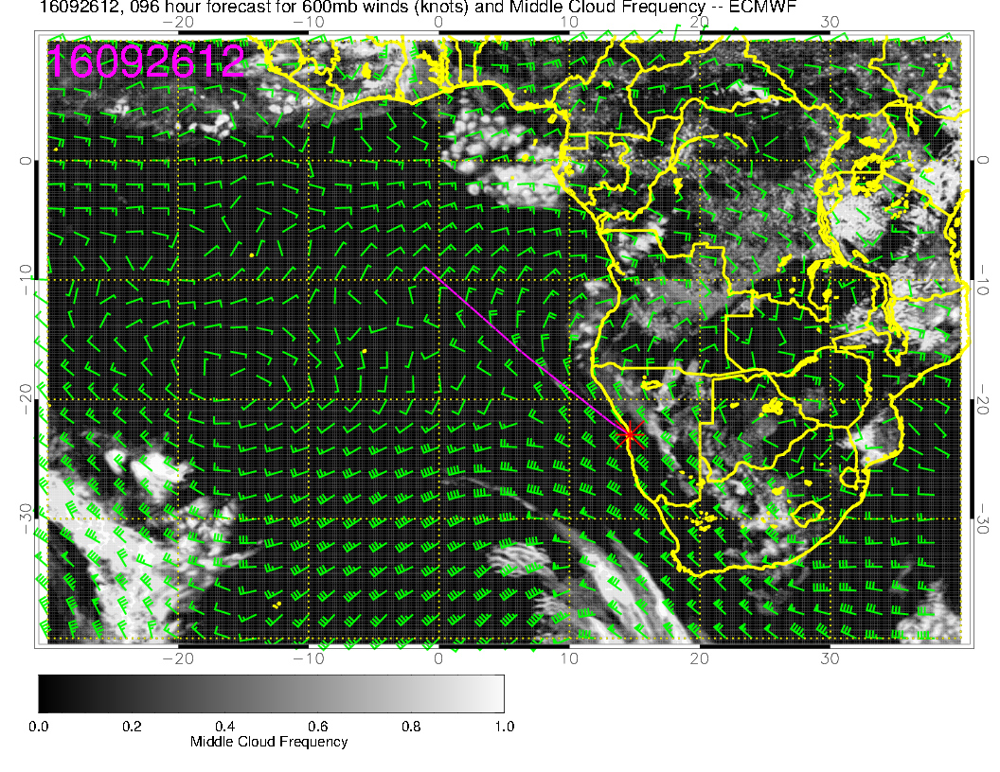 16092612, 096 hour forecast for 600mb winds (knots) and Middle Cloud Frequency -- ECMWF
−20 −10 0 10 20 30
16092612
0 0
−10 −10
−20 −20
−30 −30
−20 −10 0 10 20 30
0.0 0.2 0.4 0.6 0.8 1.0
Middle Cloud Frequency